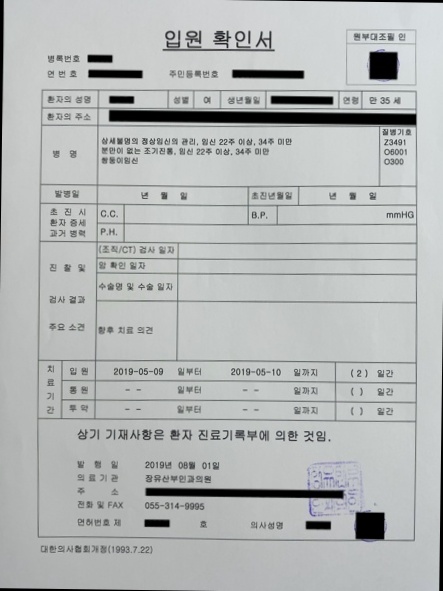 입원 확인서
원부대조필 인
병록번호
연 번 호 주민등록번호
환자의 성명 성별 여 생년월일 연령 만 35 세
환자의 주소
병 명
상세불명의 정상임신의 관리, 임신 22주 이상, 34주 미만
분만이 없는 조기진통, 임신 22주 이상, 34주 미만
쌍둥이임신
질병기호
Z3491
O6001
O300
발병일 년 월 일 초진년월일 년 월 일
초 진 시
환자 증세
과거 병력
C.C. B.P. mmHG
P.H.
진 찰 및
검사 결과
주요 소견
(조직/CT) 검사 일자
암 확인 일자
수술명 및 수술 일자
향후 치료 의견
치료기간
입 원 2019-05-09 일부터 2019-05-10 일까지 ( 2 ) 일간
통 원 - - 일부터 - - 일까지 ( ) 일간
투 약 - - 일부터 - - 일까지 ( ) 일간
상기 기재사항은 환자 진료기록부에 의한 것임.
발 행 일 2019년 08월 01일
의 료 기 관 장유산부인과의원
주 소
전화 및 FAX 055-314-9995
면허번호 제 호 의사성명
대한의사협회개정(1993.7.22)